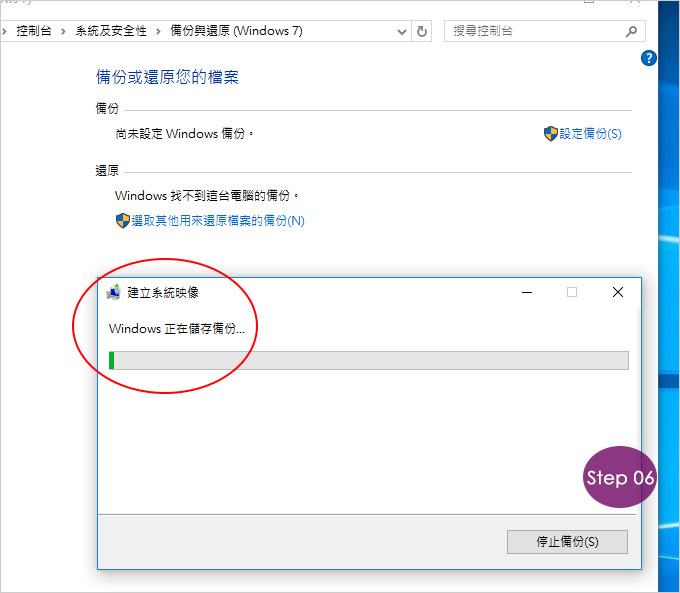 控制台 > 系統及安全性 > 備份與還原 (Windows 7)
搜尋控制台
?
備份或還原您的檔案
備份
尚未設定 Windows 備份。
設定備份(S)
還原
Windows 找不到這台電腦的備份。
選取其他用來還原檔案的備份(N)
建立系統映像
Windows 正在儲存備份...
Step 06
停止備份(S)